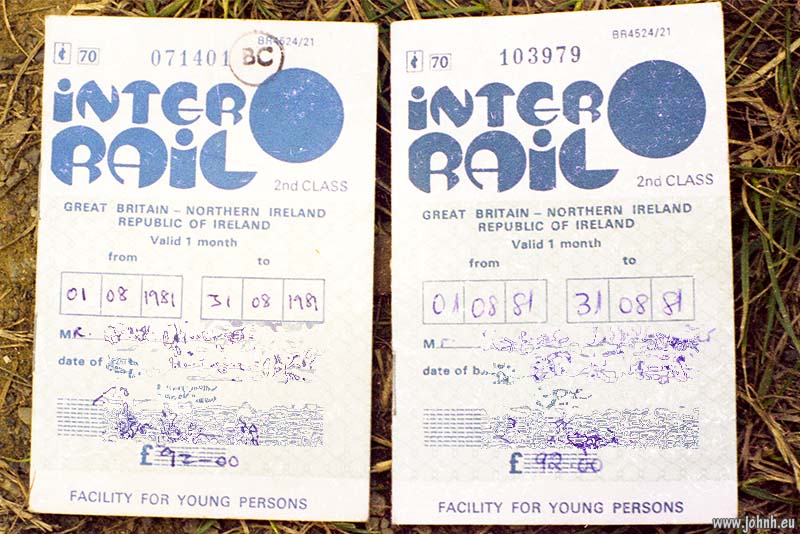 BR4524/21
70
071401
BC
iNTER
RAiL
2nd CLASS
GREAT BRITAIN – NORTHERN IRELAND
REPUBLIC OF IRELAND
Valid 1 month
from to
01 08 1981 31 08 1981
MR.
date of
£ 92-00
FACILITY FOR YOUNG PERSONS
BR4524/21
70
103979
iNTER
RAiL
2nd CLASS
GREAT BRITAIN – NORTHERN IRELAND
REPUBLIC OF IRELAND
Valid 1 month
from to
01 08 81 31 08 81
M
date of b
£ 92.00
FACILITY FOR YOUNG PERSONS
www.johnh.eu